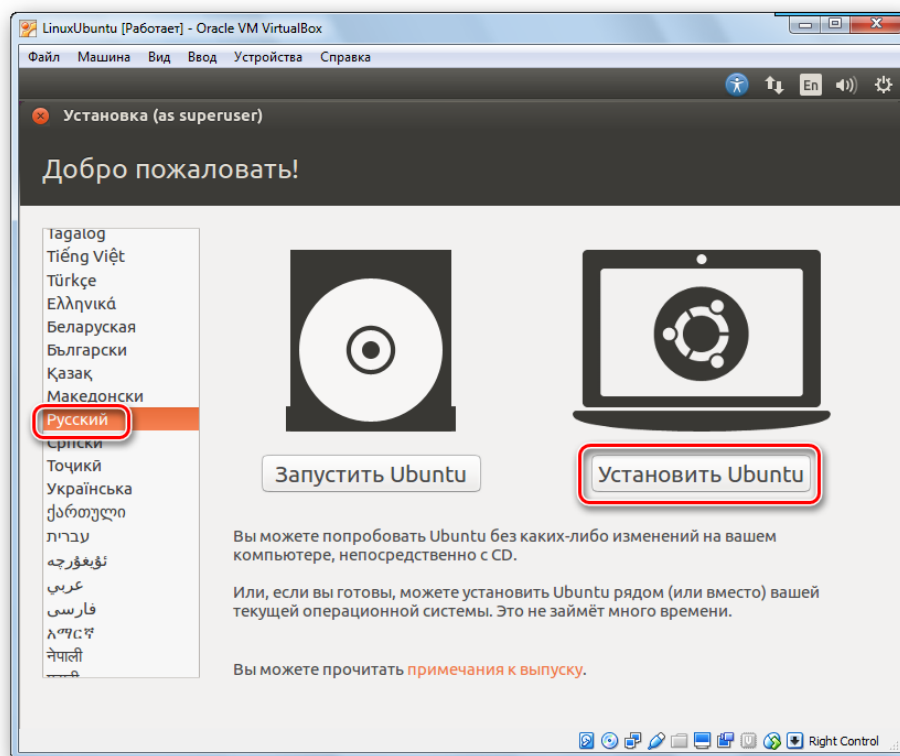 LinuxUbuntu [Работает] - Oracle VM VirtualBox
Файл Машина Вид Ввод Устройства Справка
En
Установка (as superuser)
Добро пожаловать!
Tagalog
Tiếng Việt
Türkçe
Ελληνικά
Беларуская
Български
Қазақ
Македонски
Русский
Српски
Тоҷикӣ
Українська
ქართული
עברית
ئۇيغۇرچە
عربي
فارسی
አማርኛ
नेपाली
Запустить Ubuntu
Установить Ubuntu
Вы можете попробовать Ubuntu без каких-либо изменений на вашем
компьютере, непосредственно с CD.
Или, если вы готовы, можете установить Ubuntu рядом (или вместо) вашей
текущей операционной системы. Это не займёт много времени.
Вы можете прочитать примечания к выпуску.
Right Control